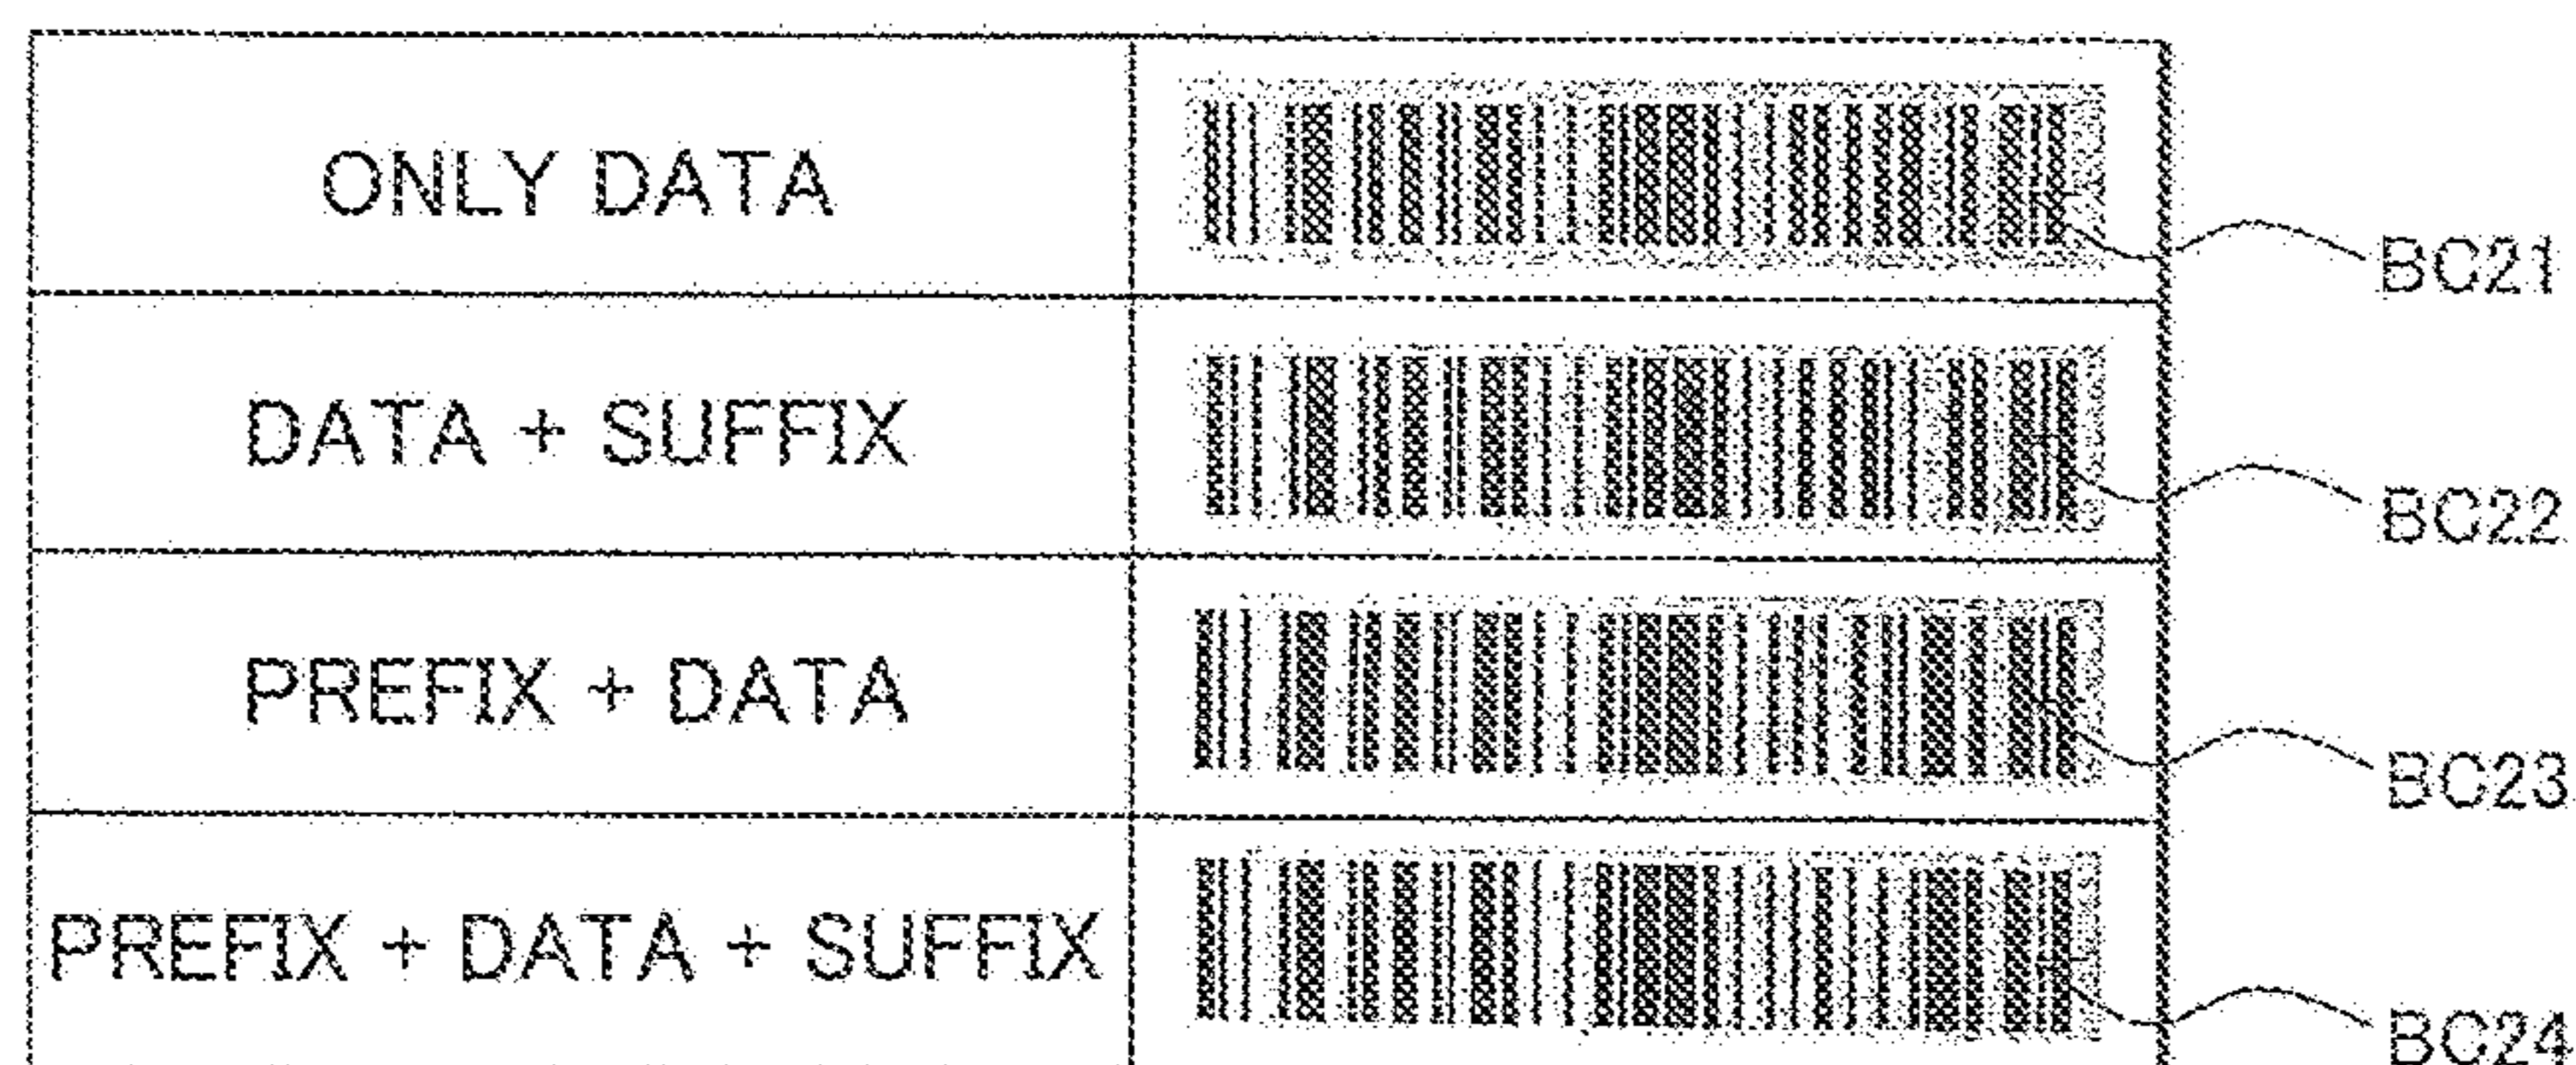 ONLY DATA
BC21
DATA + SUFFIX
BC22
PREFIX + DATA
BC23
PREFIX + DATA + SUFFIX
BC24